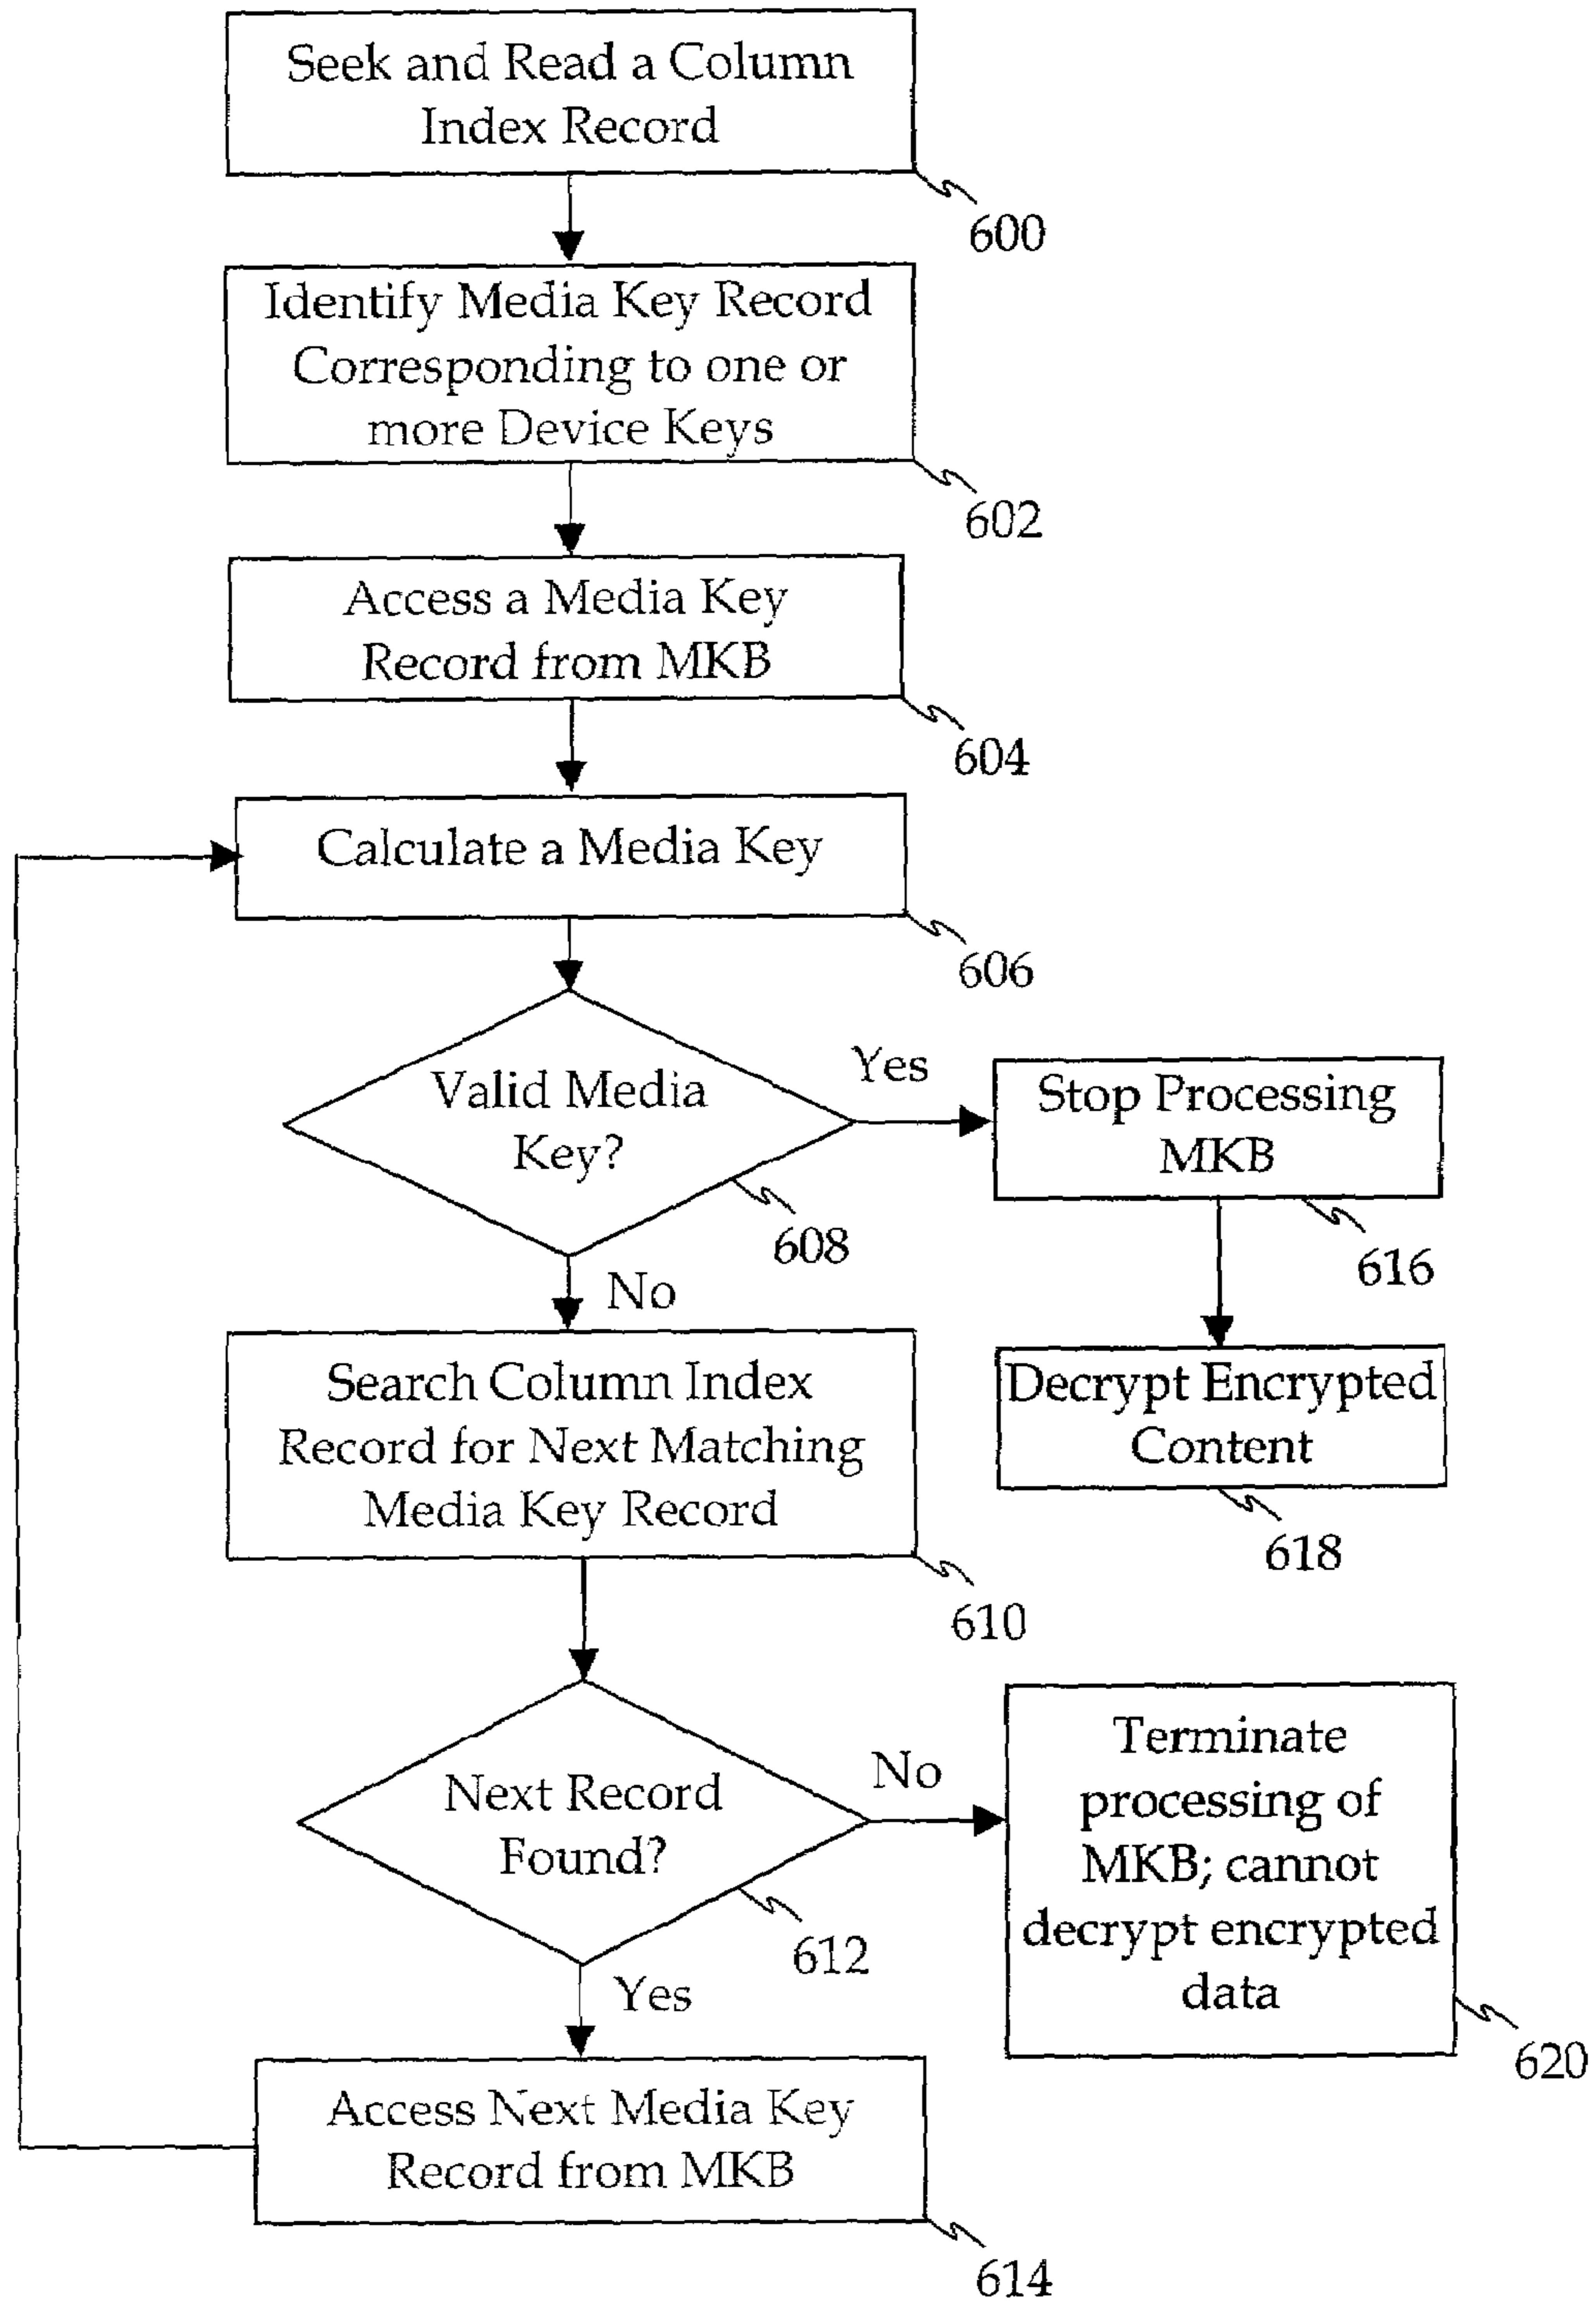 Seek and Read a Column
Index Record
600
Identify Media Key Record
Corresponding to one or
more Device Keys
602
Access a Media Key
Record from MKB
604
Calculate a Media Key
606
Valid Media
Key?
608
Yes
Stop Processing
MKB
616
Decrypt Encrypted
Content
618
No
Search Column Index
Record for Next Matching
Media Key Record
610
Next Record
Found?
612
No
Terminate
processing of
MKB; cannot
decrypt encrypted
data
620
Yes
Access Next Media Key
Record from MKB
614